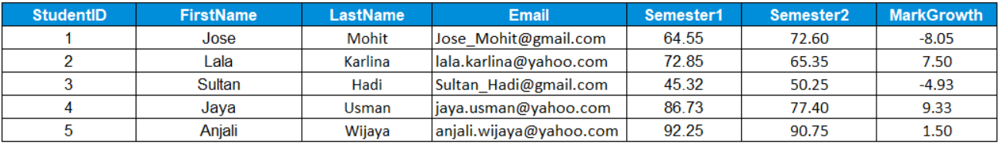 StudentID FirstName LastName Email Semester1 Semester2 MarkGrowth
1 Jose Mohit Jose_Mohit@gmail.com 64.55 72.60 -8.05
2 Lala Karlina lala.karlina@yahoo.com 72.85 65.35 7.50
3 Sultan Hadi Sultan_Hadi@gmail.com 45.32 50.25 -4.93
4 Jaya Usman jaya.usman@yahoo.com 86.73 77.40 9.33
5 Anjali Wijaya anjali.wijaya@yahoo.com 92.25 90.75 1.50